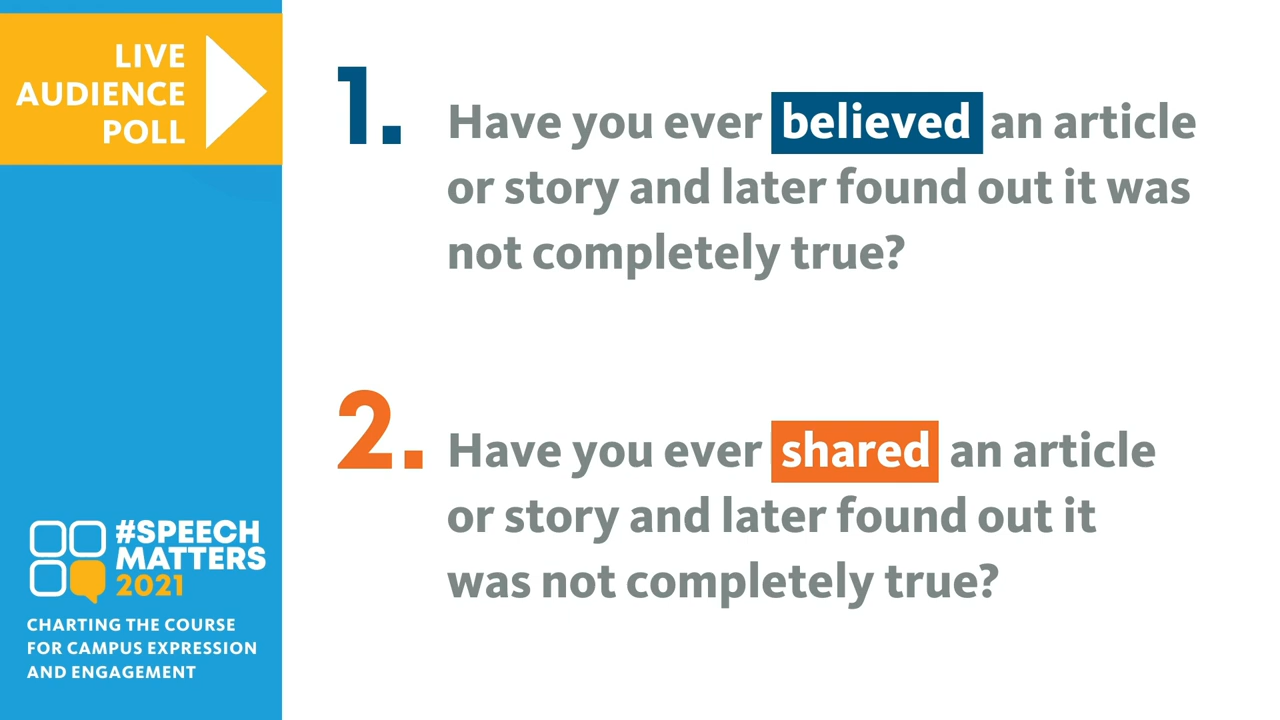 LIVE
AUDIENCE
POLL
1.
Have you ever believed an article
or story and later found out it was
not completely true?
2.
Have you ever shared an article
or story and later found out it
was not completely true?
#SPEECH
MATTERS
2021
CHARTING THE COURSE
FOR CAMPUS EXPRESSION
AND ENGAGEMENT